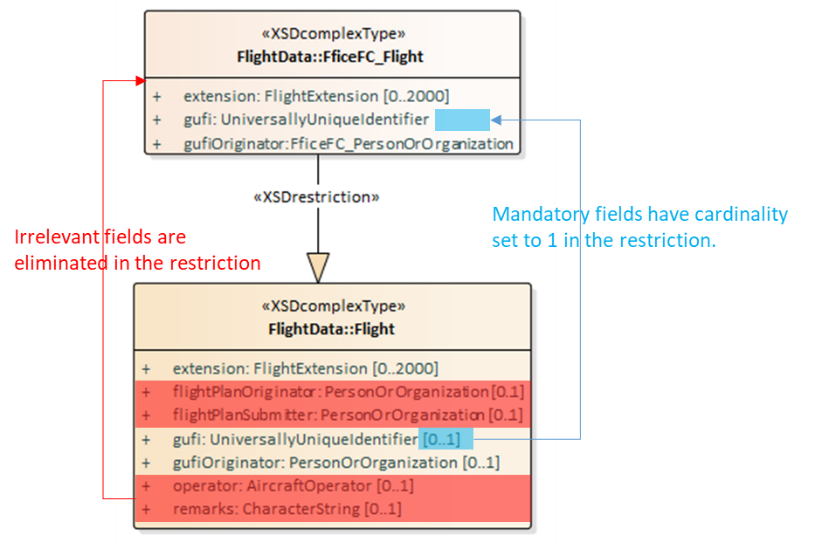 «XSDcomplexType»
FlightData::FficeFC_Flight
+ extension: FlightExtension [0..2000]
+ gufi: UniversallyUniqueIdentifier
+ gufiOriginator:FficeFC_PersonOrOrganization
«XSDrestriction»
Mandatory fields have cardinality
set to 1 in the restriction.
Irrelevant fields are
eliminated in the restriction
«XSDcomplexType»
FlightData::Flight
+ extension: FlightExtension [0..2000]
+ flightPlanOriginator: PersonOrOrganization [0.1]
+ flightPlanSubmitter: PersonOrOrganization [0.1]
+ gufi: UniversallyUniqueIdentifier [0..1]
+ gufiOriginator: PersonOrOrganization [0..1]
+ operator: AircraftOperator [0..1]
+ remarks: CharacterString [0..1]